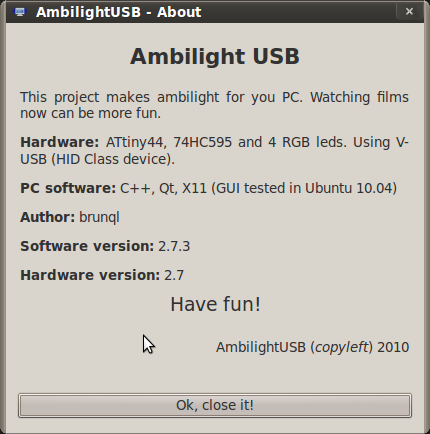 AmbilightUSB - About
Ambilight USB
This project makes ambilight for you PC. Watching films
now can be more fun.
Hardware: ATtiny44, 74HC595 and 4 RGB leds. Using V-
USB (HID Class device).
PC software: C++, Qt, X11 (GUI tested in Ubuntu 10.04)
Author: brunql
Software version: 2.7.3
Hardware version: 2.7
Have fun!
AmbilightUSB (copyleft) 2010
Ok, close it!